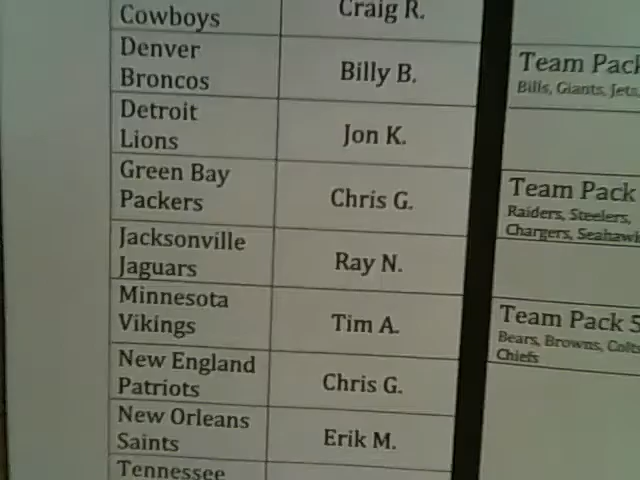 Cowboys
Craig R.
Denver
Broncos
Billy B.
Detroit
Lions
Jon K.
Green Bay
Packers
Chris G.
Jacksonville
Jaguars
Ray N.
Minnesota
Vikings
Tim A.
New England
Patriots
Chris G.
New Orleans
Saints
Erik M.
Tennessee
Team Pack
Bills, Giants, Jets,
Team Pack
Raiders, Steelers,
Chargers, Seahawk
Team Pack 5
Bears, Browns, Colts
Chiefs